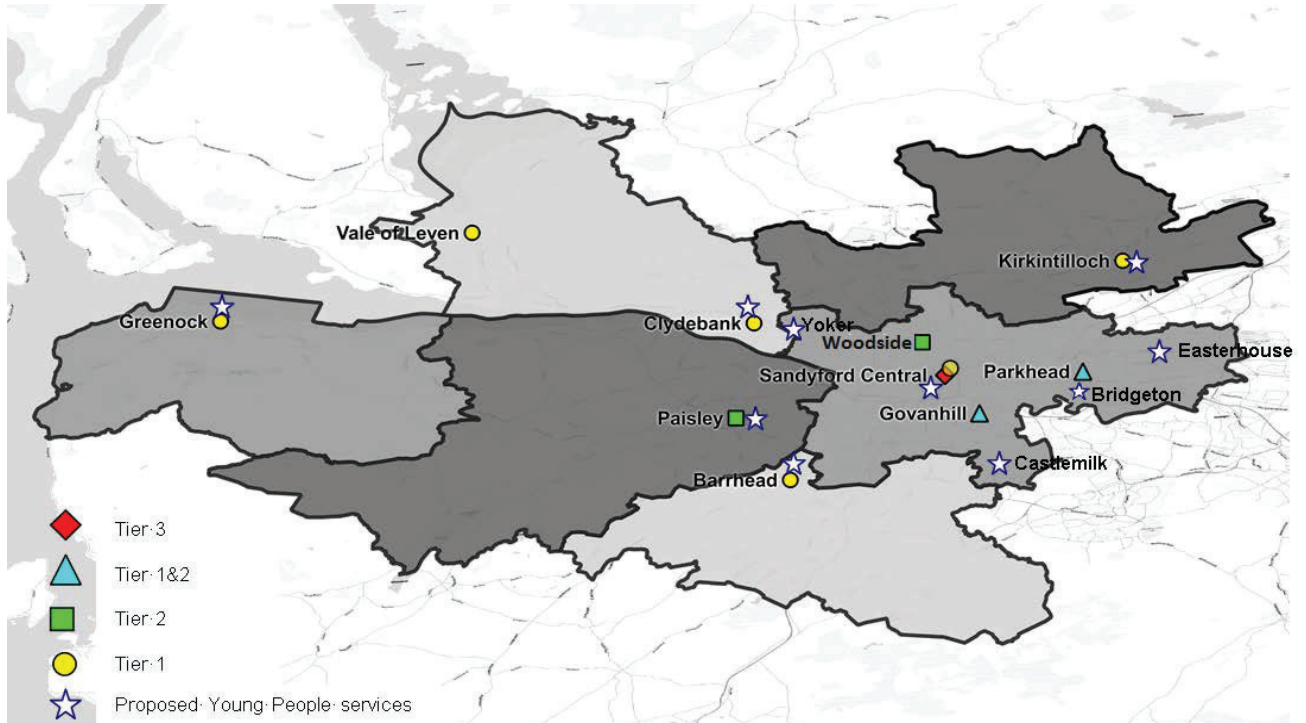 Vale of Leven
Kirkintilloch
Greenock
Clydebank
Yoker
Woodside
Easterhouse
Sandyford Central
Parkhead
Bridgeton
Govanhill
Paisley
Castlemilk
Barrhead
Tier 3
Tier 1&2
Tier 2
Tier 1
Proposed Young People services